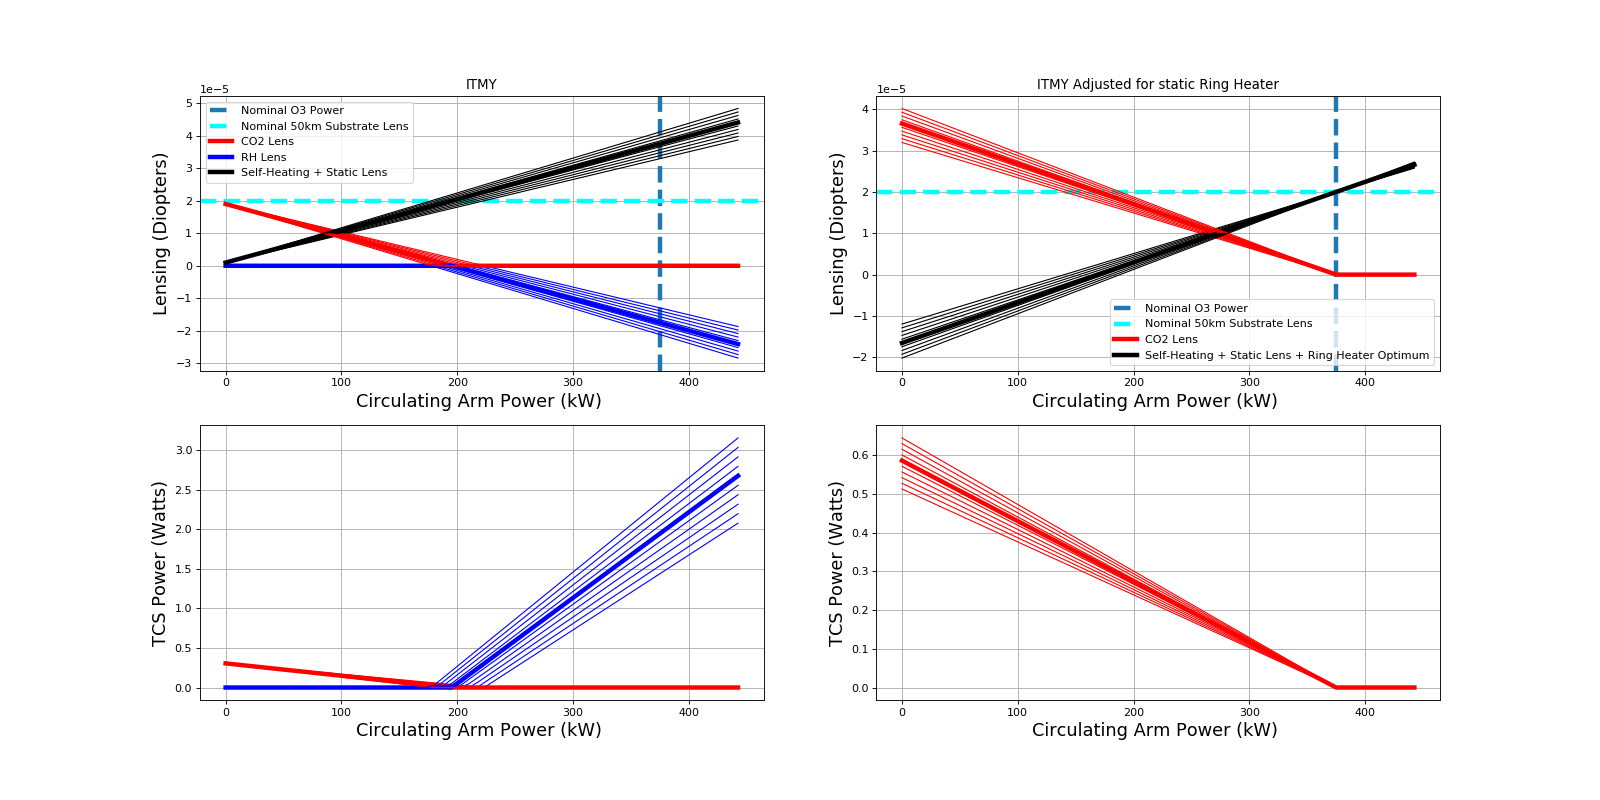 ITMY
1e−5
5
4
3
2
1
0
−1
−2
−3
Lensing (Diopters)
Nominal O3 Power
Nominal 50km Substrate Lens
CO2 Lens
RH Lens
Self-Heating + Static Lens
0 100 200 300 400
Circulating Arm Power (kW)
ITMY Adjusted for static Ring Heater
1e−5
4
3
2
1
0
−1
−2
Lensing (Diopters)
Nominal O3 Power
Nominal 50km Substrate Lens
CO2 Lens
Self-Heating + Static Lens + Ring Heater Optimum
0 100 200 300 400
Circulating Arm Power (kW)
3.0
2.5
2.0
1.5
1.0
0.5
0.0
TCS Power (Watts)
0 100 200 300 400
Circulating Arm Power (kW)
0.6
0.5
0.4
0.3
0.2
0.1
0.0
TCS Power (Watts)
0 100 200 300 400
Circulating Arm Power (kW)